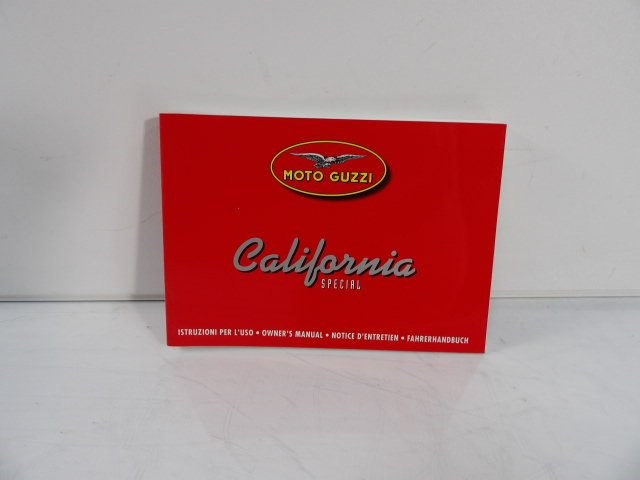 MOTO GUZZI
California
SPECIAL
ISTRUZIONI PER L'USO • OWNER'S MANUAL • NOTICE D'ENTRETIEN • FAHRERHANDBUCH